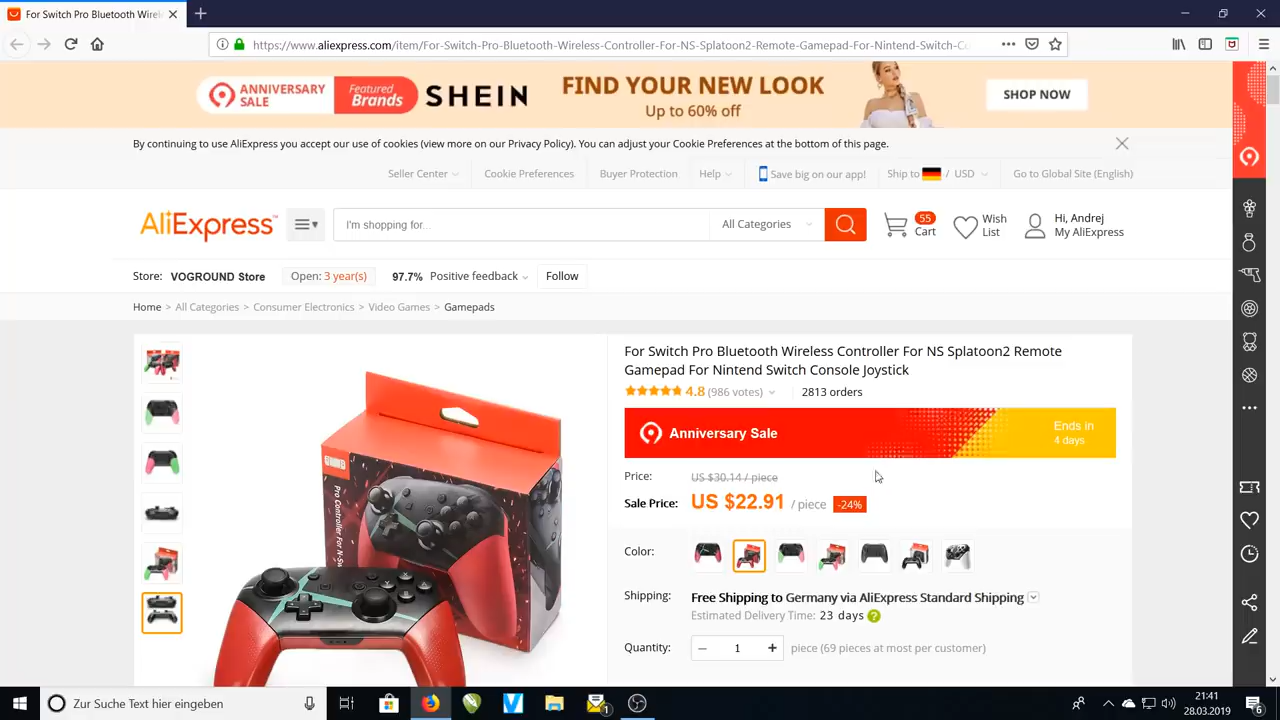 For Switch Pro Bluetooth Wirele
https://www.aliexpress.com/item/For-Switch-Pro-Bluetooth-Wireless-Controller-For-NS-Splatoon2-Remote-Gamepad-For-Nintend-Switch-Co
ANNIVERSARY SALE
Featured Brands
SHEIN
FIND YOUR NEW LOOK
Up to 60% off
SHOP NOW
By continuing to use AliExpress you accept our use of cookies (view more on our Privacy Policy). You can adjust your Cookie Preferences at the bottom of this page.
Seller Center Cookie Preferences Buyer Protection Help Save big on our app! Ship to / USD Go to Global Site (English)
AliExpress™
I'm shopping for...
All Categories
55
Cart
Wish List
Hi, Andrej
My AliExpress
Store: VOGROUND Store Open: 3 year(s) 97.7% Positive feedback Follow
Home > All Categories > Consumer Electronics > Video Games > Gamepads
For Switch Pro Bluetooth Wireless Controller For NS Splatoon2 Remote
Gamepad For Nintend Switch Console Joystick
4.8 (986 votes) 2813 orders
Anniversary Sale
Ends in
4 days
Price: US $30.14 / piece
Sale Price: US $22.91 / piece -24%
Color:
Shipping: Free Shipping to Germany via AliExpress Standard Shipping
Estimated Delivery Time: 23 days ?
Quantity: – 1 + piece (69 pieces at most per customer)
Zur Suche Text hier eingeben
1
21:41
28.03.2019
6